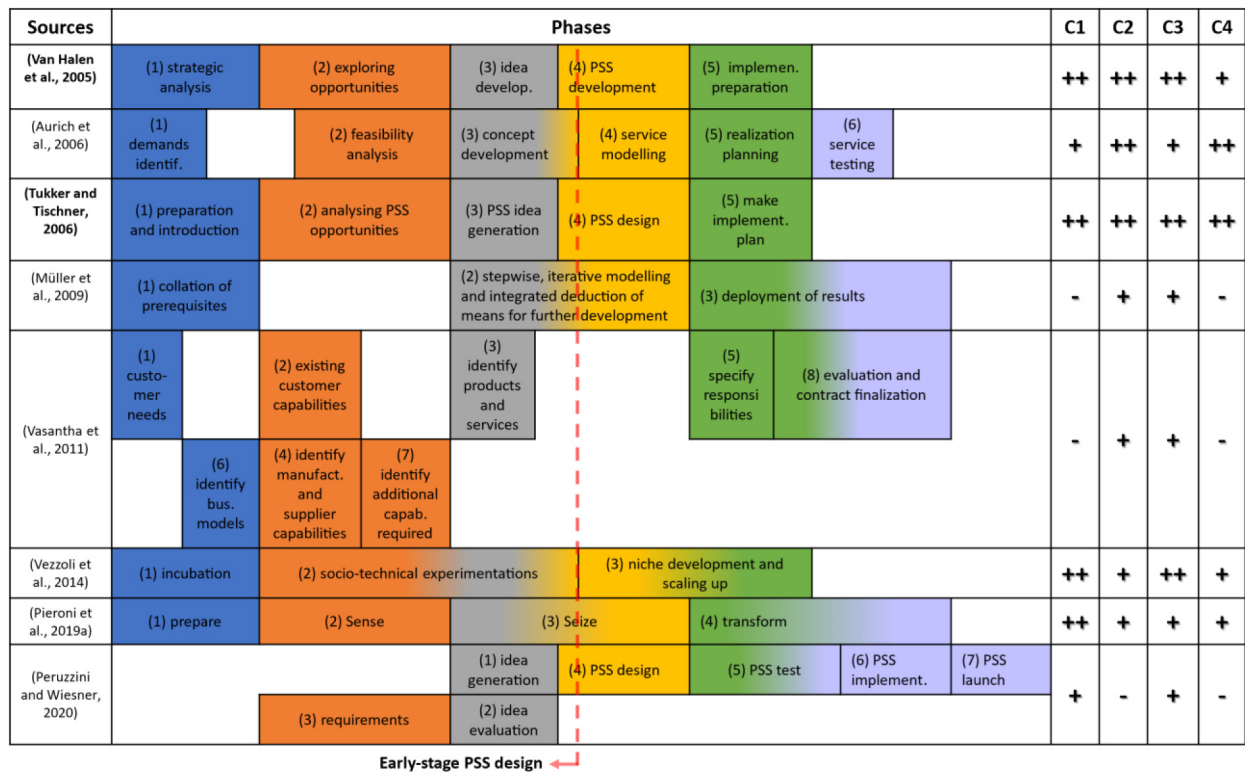 Sources Phases C1 C2 C3 C4
(Van Halen
et al., 2005)
(1) strategic
analysis
(2) exploring
opportunities
(3) idea
develop.
(4) PSS
development
(5) implemen.
preparation
++ ++ ++ +
(Aurich et
al., 2006)
(1)
demands
identif.
(2) feasibility
analysis
(3) concept
development
(4) service
modelling
(5) realization
planning
(6)
service
testing
+ ++ + ++
(Tukker and
Tischner,
2006)
(1) preparation
and introduction
(2) analysing PSS
opportunities
(3) PSS idea
generation
(4) PSS design
(5) make
implement.
plan
++ ++ ++ ++
(Müller et
al., 2009)
(1) collation of
prerequisites
(2) stepwise, iterative modelling
and integrated deduction of
means for further development
(3) deployment of results
- + + -
(Vasantha et
al., 2011)
(1)
custo-
mer
needs
(2) existing
customer
capabilities
(3)
identify
products
and
services
(5)
specify
responsi
bilities
(8) evaluation and
contract finalization
(6)
identify
bus.
models
(4) identify
manufact.
and
supplier
capabilities
(7)
identify
additional
capab.
required
- + + -
(Vezzoli et
al., 2014)
(1) incubation
(2) socio-technical experimentations
(3) niche development and
scaling up
++ + ++ +
(Pieroni et
al., 2019a)
(1) prepare
(2) Sense
(3) Seize
(4) transform
++ + + +
(Peruzzini
and Wiesner,
2020)
(1) idea
generation
(4) PSS design
(5) PSS test
(6) PSS
implement.
(7) PSS
launch
(3) requirements
(2) idea
evaluation
+ - + -
Early-stage PSS design